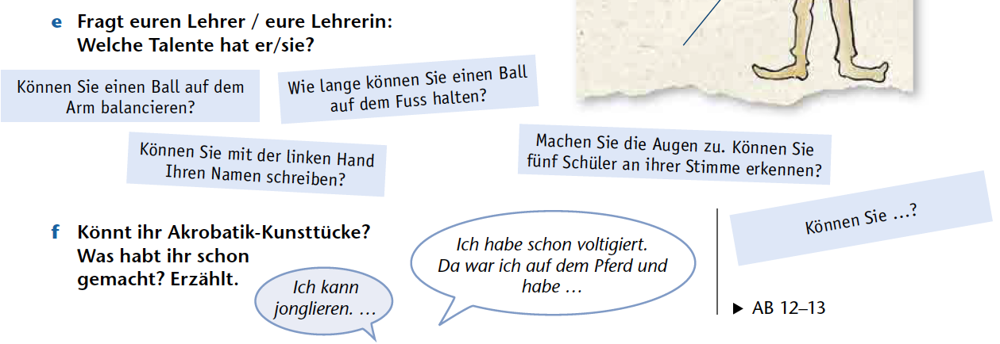 e Fragt euren Lehrer / eure Lehrerin:
Welche Talente hat er/sie?
Können Sie einen Ball auf dem
Arm balancieren?
Wie lange können Sie einen Ball
auf dem Fuss halten?
Können Sie mit der linken Hand
Ihren Namen schreiben?
Machen Sie die Augen zu. Können Sie
fünf Schüler an ihrer Stimme erkennen?
Können Sie ...?
f Könnt ihr Akrobatik-Kunsttücke?
Was habt ihr schon
gemacht? Erzählt.
Ich kann
jonglieren. ...
Ich habe schon voltigiert.
Da war ich auf dem Pferd und
habe ...
► AB 12–13